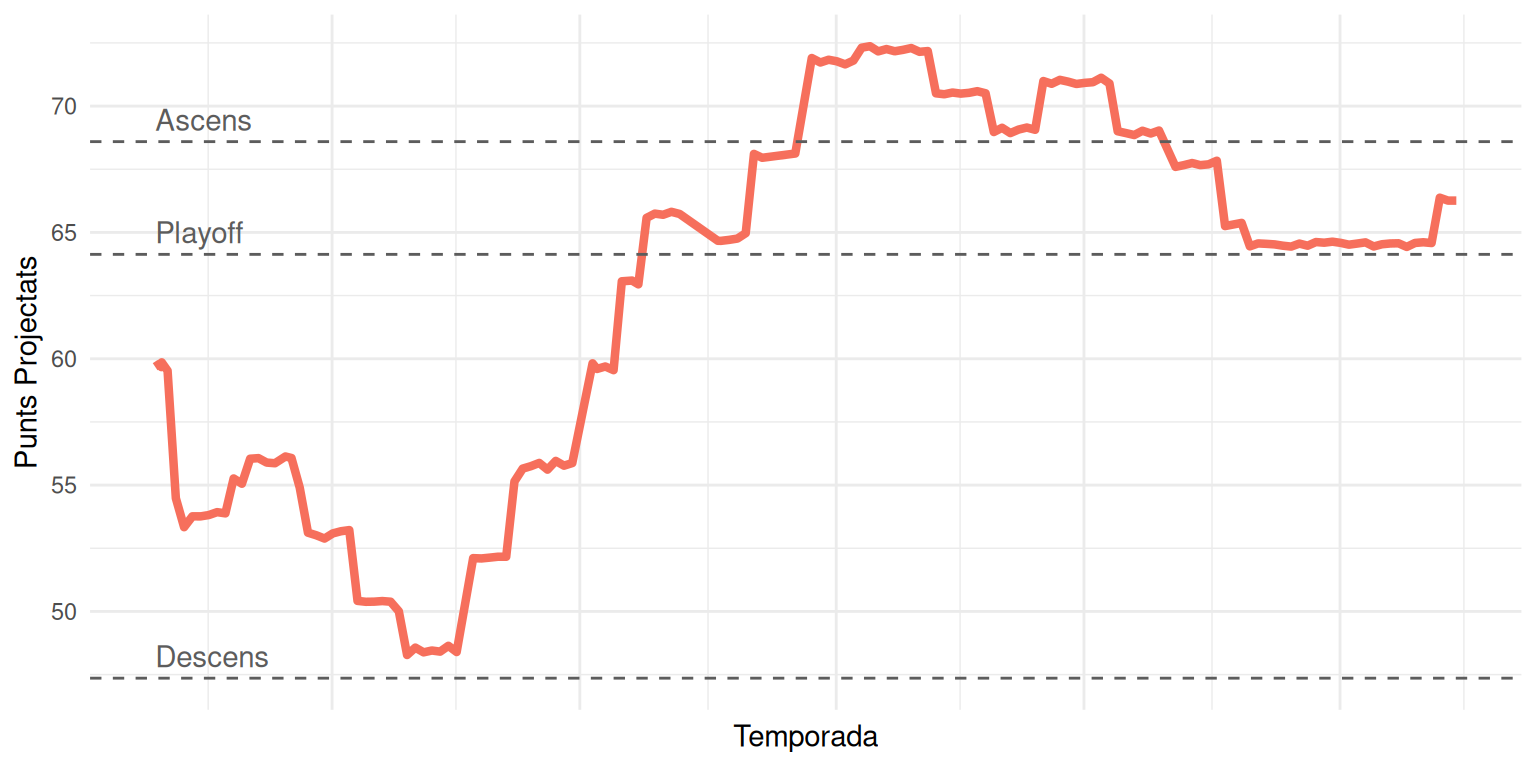 70
Ascens
Playoff
65
60
55
50
Descens
Punts Projectats
Temporada